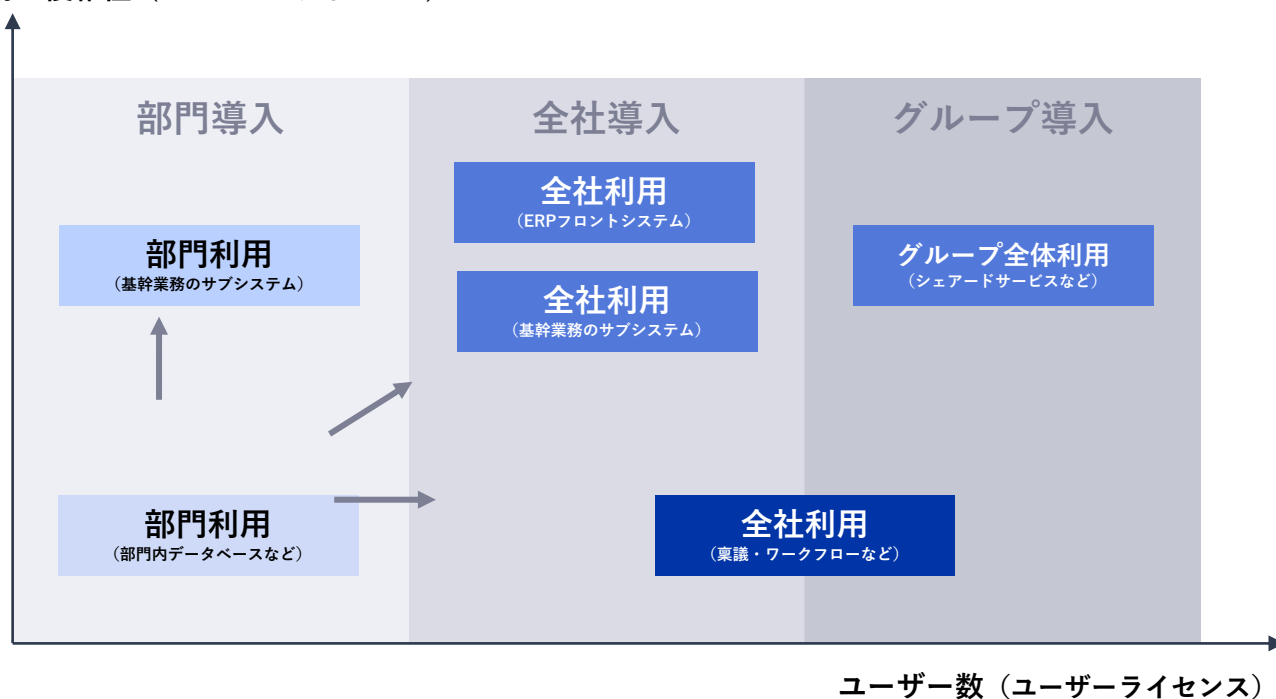 部門導入
全社導入
グループ導入
全社利用
（ERPフロントシステム）
部門利用
（基幹業務のサブシステム）
グループ全体利用
（シェアードサービスなど）
全社利用
（基幹業務のサブシステム）
部門利用
（部門内データベースなど）
全社利用
（稟議・ワークフローなど）
ユーザー数（ユーザーライセンス）